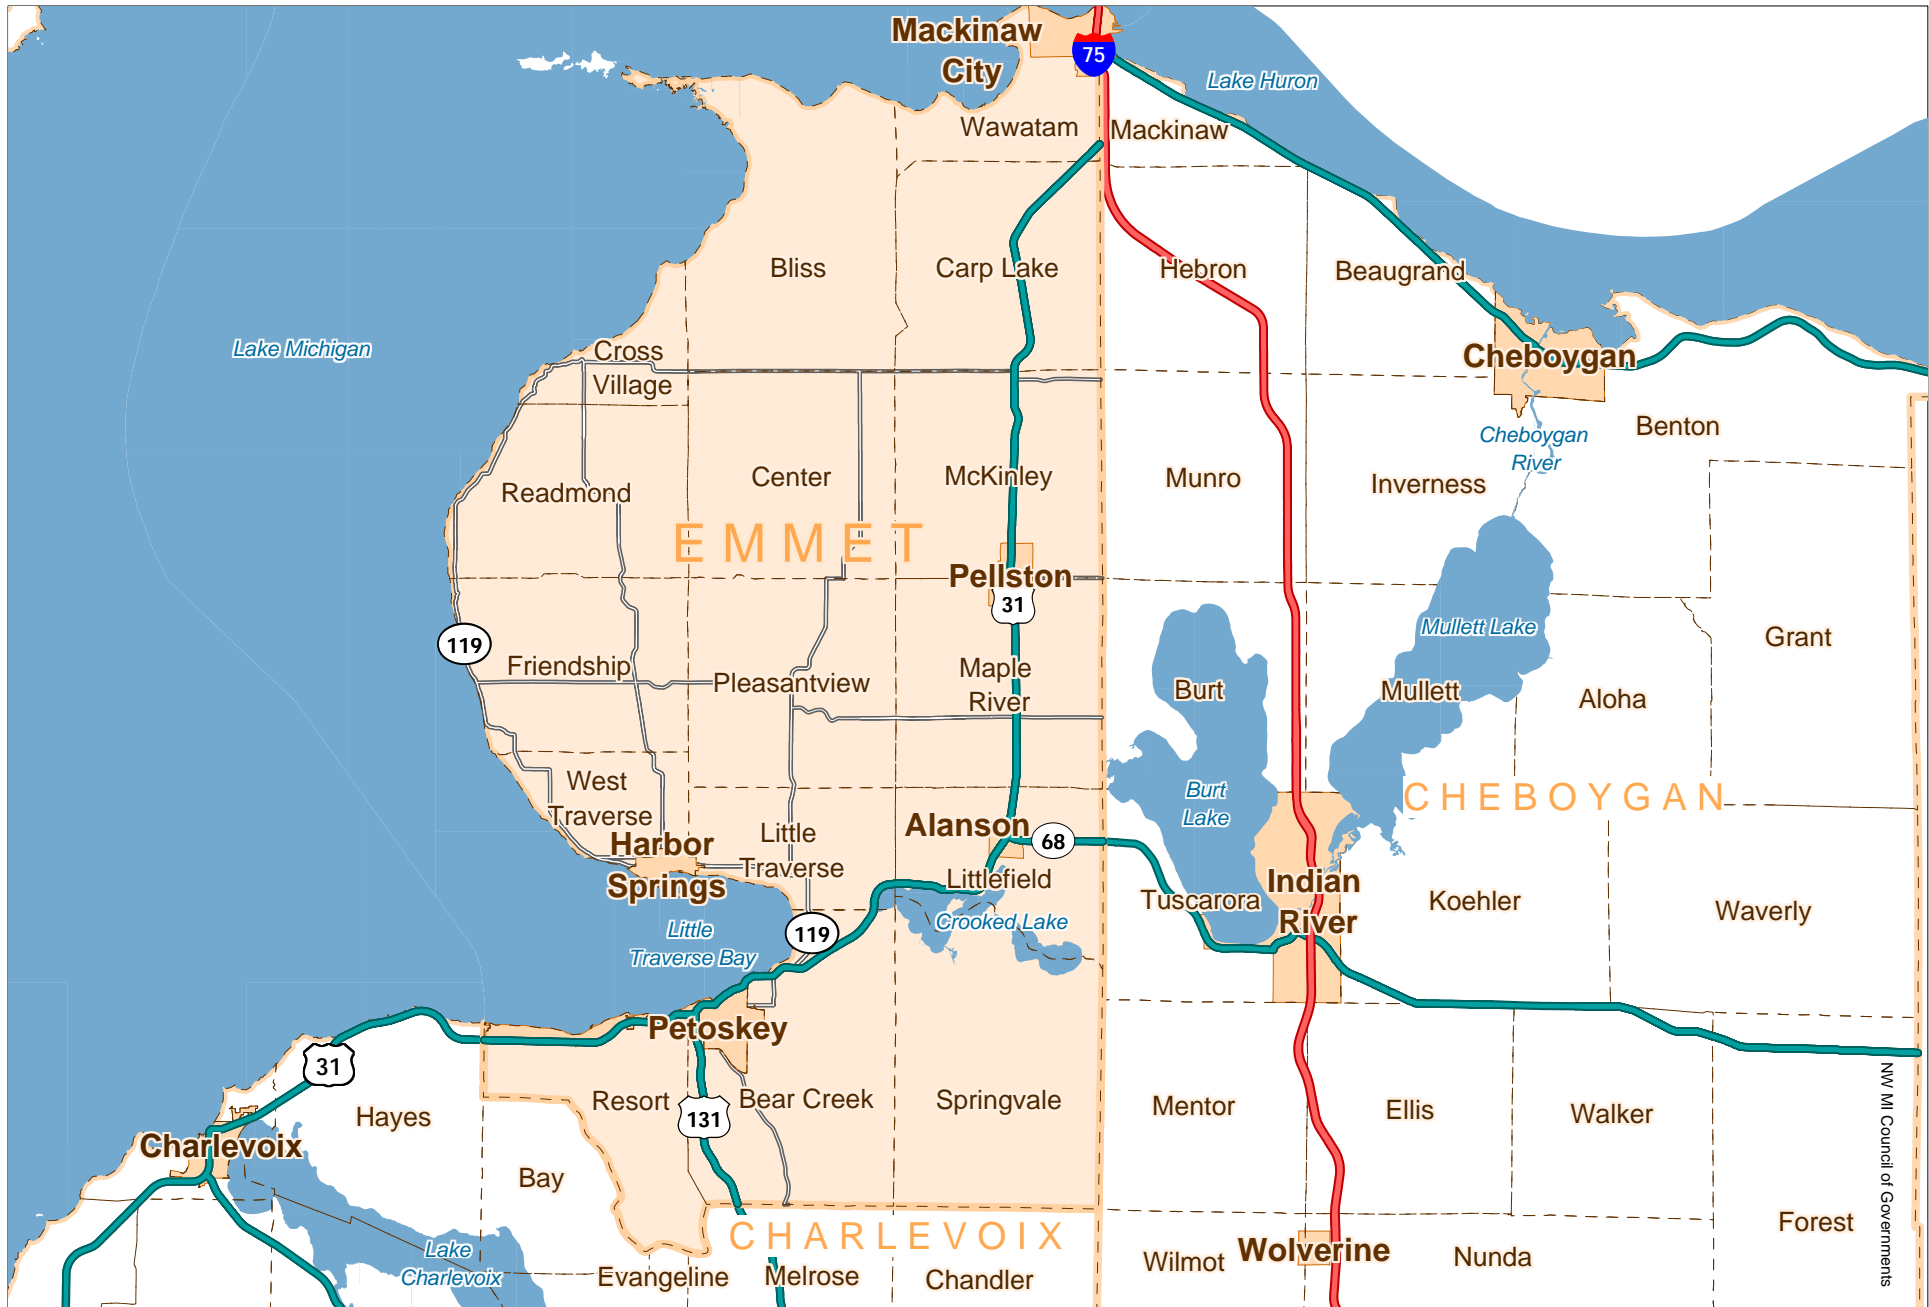 Mackinaw
City
75
Lake Huron
Wawatam
Mackinaw
Bliss
Carp Lake
Hebron
Beaugrand
Lake Michigan
Cross
Village
Cheboygan
Cheboygan
River
Benton
Readmond
Center
McKinley
Munro
Inverness
EMMET
Pellston
31
119
Friendship
Pleasantview
Maple
River
Burt
Mullett Lake
Mullett
Aloha
Grant
West
Traverse
Harbor
Springs
Little
Traverse
Alanson
68
Burt
Lake
CHEBOYGAN
Littlefield
Crooked Lake
Tuscarora
Indian
River
Koehler
Waverly
Little
Traverse Bay
119
Petoskey
31
Hayes
Charlevoix
Resort
131
Bear Creek
Springvale
Mentor
Ellis
Walker
NW MI Council of Governments
Bay
CHARLEVOIX
Lake
Charlevoix
Evangeline
Melrose
Chandler
Wilmot
Wolverine
Nunda
Forest